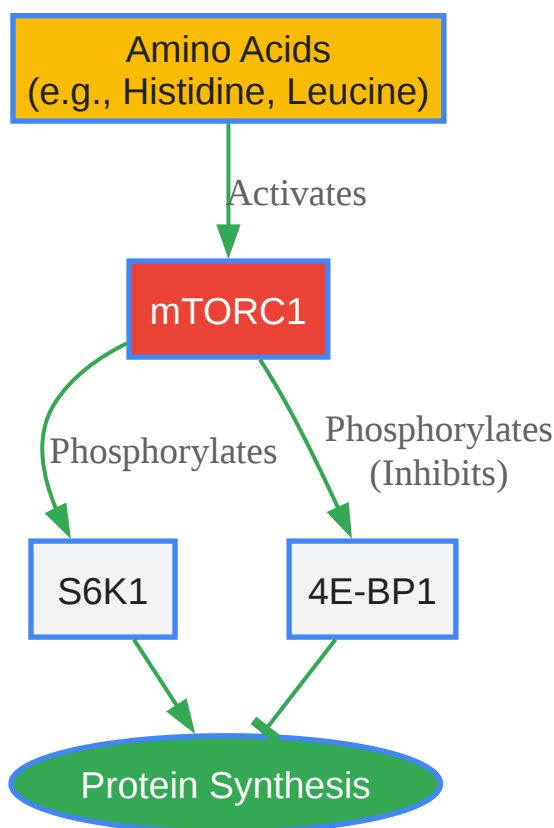 Amino Acids
(e.g., Histidine, Leucine)
Activates
mTORC1
Phosphorylates
Phosphorylates
(Inhibits)
S6K1
4E-BP1
Protein Synthesis